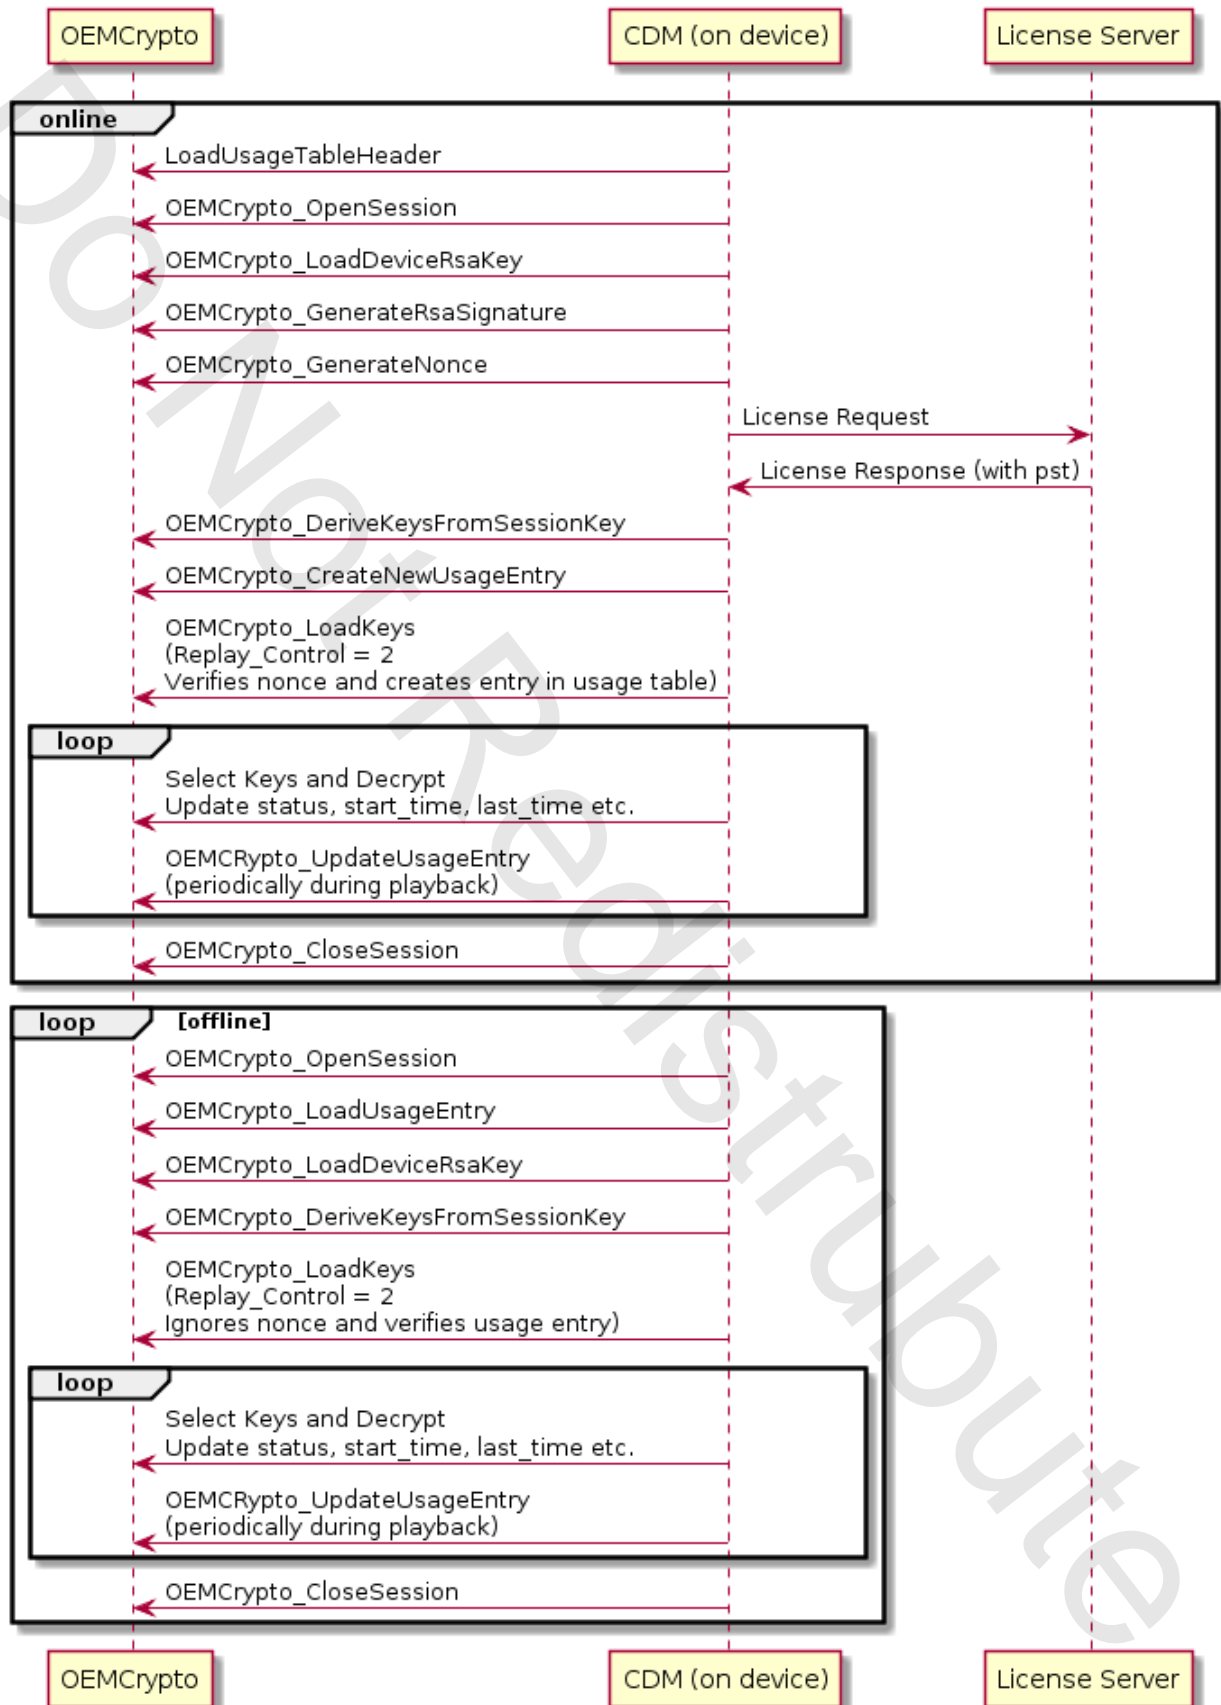 OEMCrypto CDM (on device) License Server
online
LoadUsageTableHeader
OEMCrypto_OpenSession
OEMCrypto_LoadDeviceRsaKey
OEMCrypto_GenerateRsaSignature
OEMCrypto_GenerateNonce
License Request
License Response (with pst)
OEMCrypto_DeriveKeysFromSessionKey
OEMCrypto_CreateNewUsageEntry
OEMCrypto_LoadKeys
(Replay_Control = 2
Verifies nonce and creates entry in usage table)
loop
Select Keys and Decrypt
Update status, start_time, last_time etc.
OEMCRypto_UpdateUsageEntry
(periodically during playback)
OEMCrypto_CloseSession
loop [offline]
OEMCrypto_OpenSession
OEMCrypto_LoadUsageEntry
OEMCrypto_LoadDeviceRsaKey
OEMCrypto_DeriveKeysFromSessionKey
OEMCrypto_LoadKeys
(Replay_Control = 2
Ignores nonce and verifies usage entry)
loop
Select Keys and Decrypt
Update status, start_time, last_time etc.
OEMCRypto_UpdateUsageEntry
(periodically during playback)
OEMCrypto_CloseSession
OEMCrypto CDM (on device) License Server
Do Not Redistrubute